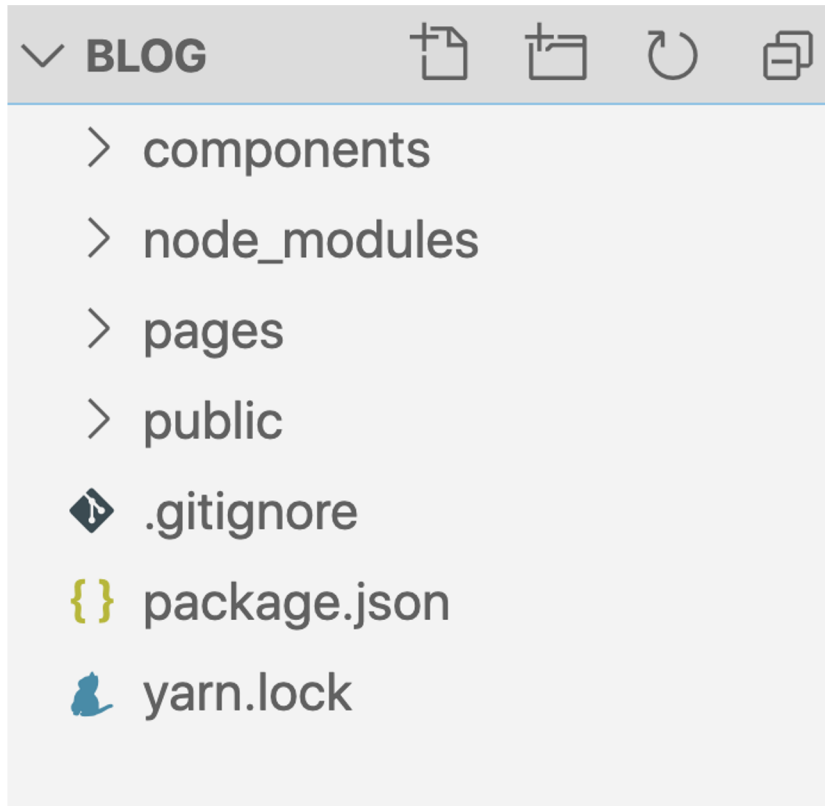 BLOG
components
node_modules
pages
public
.gitignore
package.json
yarn.lock